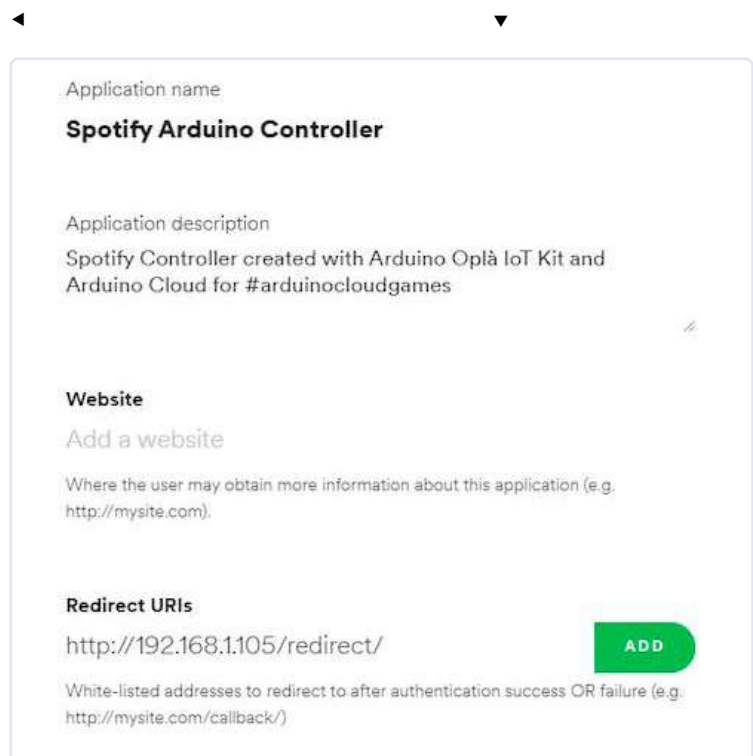 Application name
Spotify Arduino Controller
Application description
Spotify Controller created with Arduino Oplà IoT Kit and
Arduino Cloud for #arduinocloudgames
Website
Add a website
Where the user may obtain more information about this application (e.g.
http://mysite.com).
Redirect URIs
http://192.168.1.105/redirect/
ADD
White-listed addresses to redirect to after authentication success OR failure (e.g.
http://mysite.com/callback/)